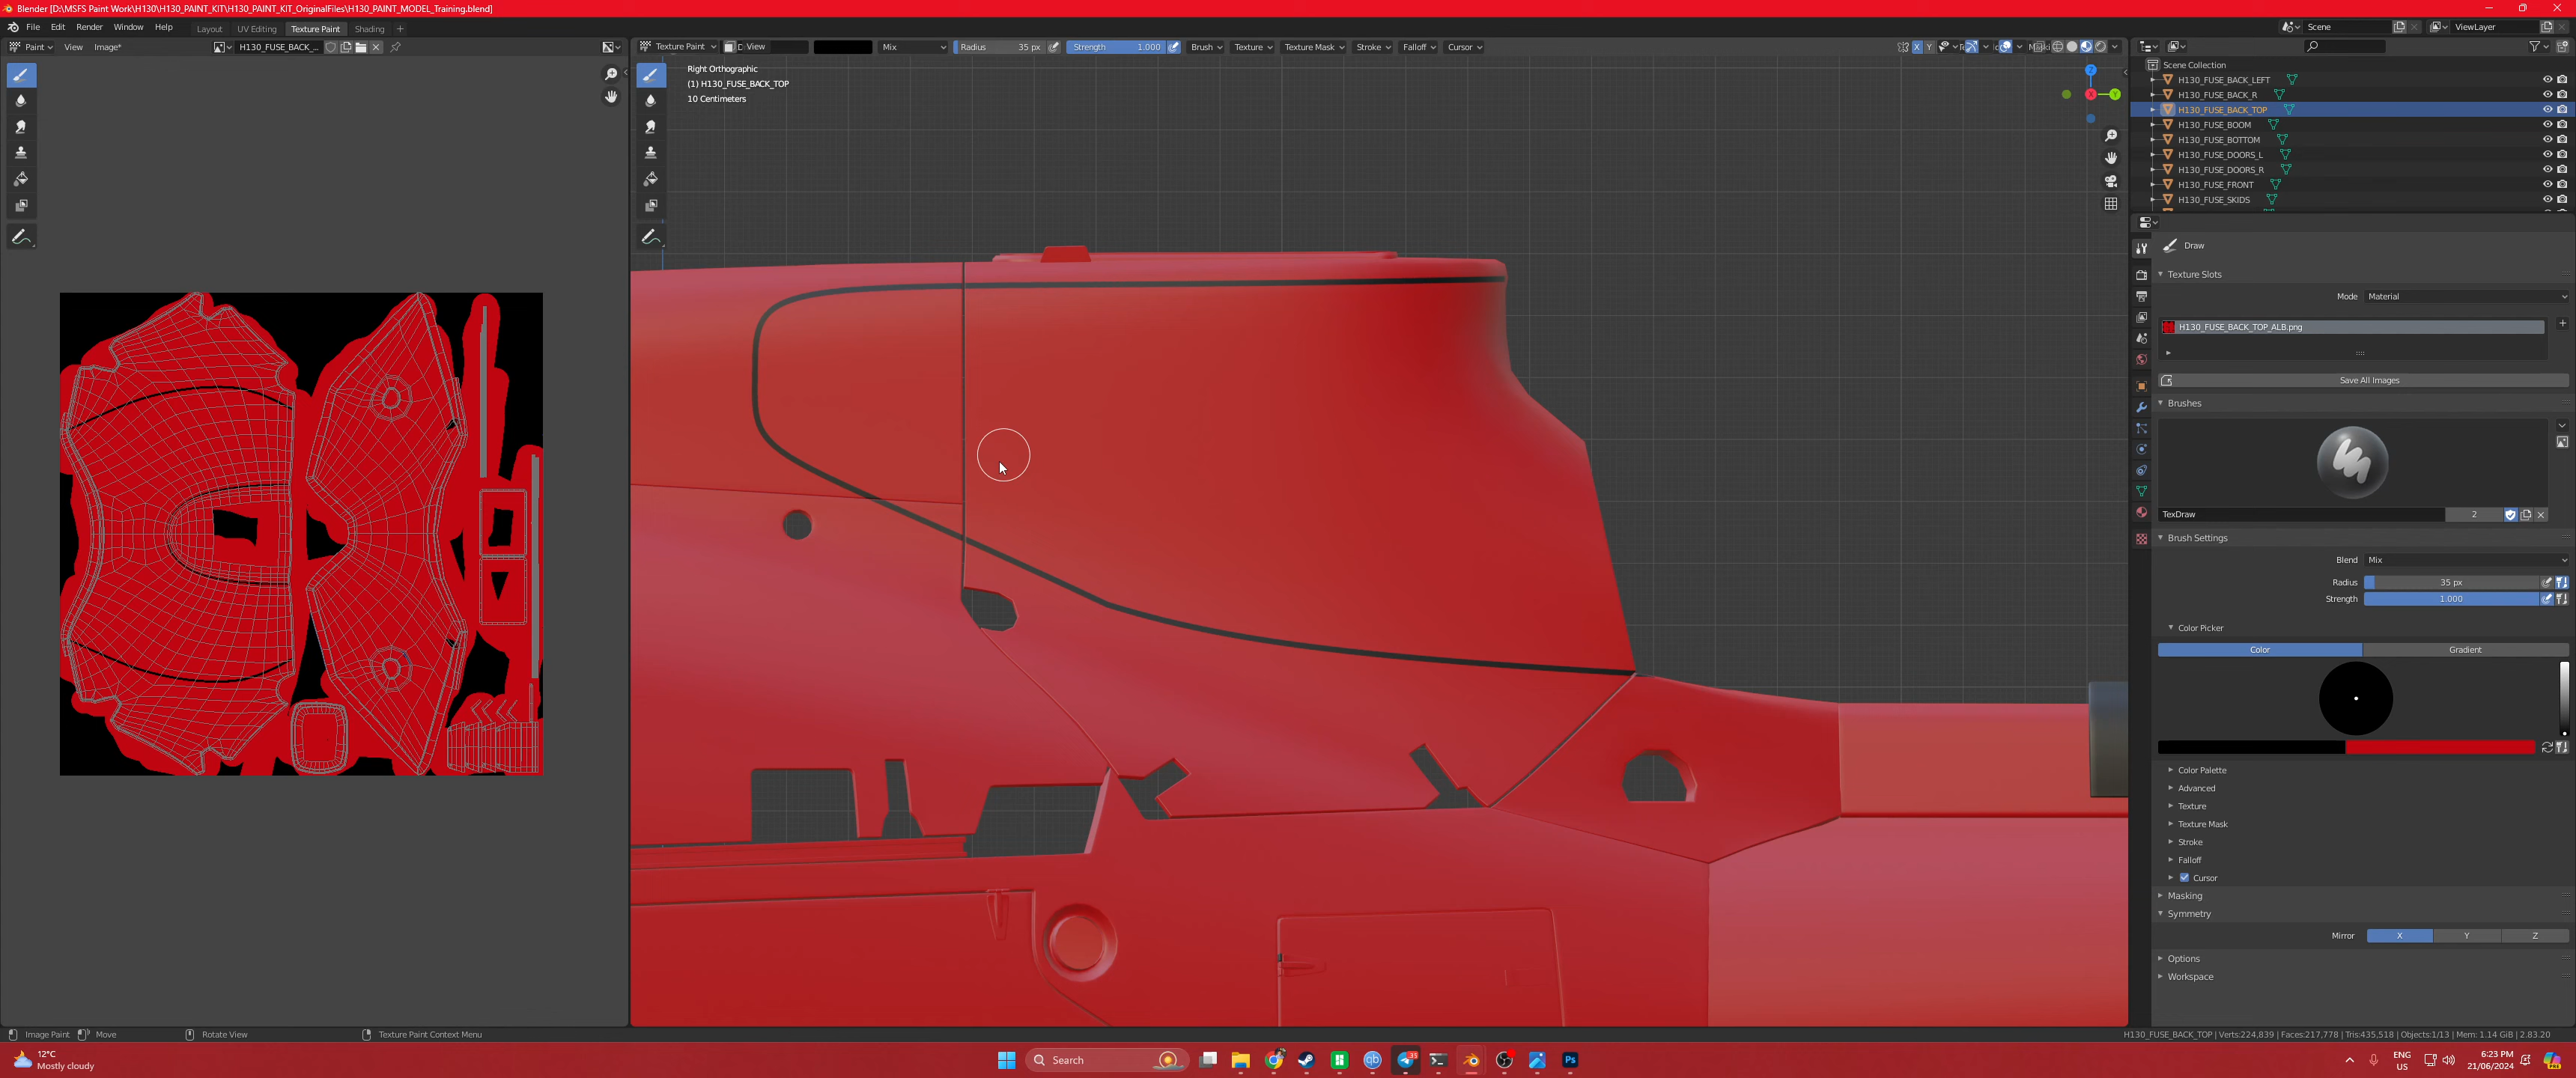 Blender [D:\MSFS Paint Work\H130\H130_PAINT_KIT\H130_PAINT_KIT_OriginalFiles\H130_PAINT_MODEL_Training.blend]
File Edit Render Window Help Layout UV Editing Texture Paint Shading + Scene ViewLayer
Paint View Image* H130_FUSE_BACK_...
Texture Paint View Mix Radius 35 px Strength 1.000 Brush Texture Texture Mask Stroke Falloff Cursor X Y
Right Orthographic
(1) H130_FUSE_BACK_TOP
10 Centimeters
Z
X
Y
Scene Collection
H130_FUSE_BACK_LEFT
H130_FUSE_BACK_R
H130_FUSE_BACK_TOP
H130_FUSE_BOOM
H130_FUSE_BOTTOM
H130_FUSE_DOORS_L
H130_FUSE_DOORS_R
H130_FUSE_FRONT
H130_FUSE_SKIDS
Draw
Texture Slots
Mode Material
H130_FUSE_BACK_TOP_ALB.png
Save All Images
Brushes
TexDraw 2
Brush Settings
Blend Mix
Radius 35 px
Strength 1.000
Color Picker
Color Gradient
Color Palette
Advanced
Texture
Texture Mask
Stroke
Falloff
Cursor
Masking
Symmetry
Mirror X Y Z
Options
Workspace
Image Paint Move Rotate View Texture Paint Context Menu
H130_FUSE_BACK_TOP | Verts:224,839 | Faces:217,778 | Tris:435,518 | Objects:1/13 | Mem: 1.14 GiB | 2.83.20
12°C
Mostly cloudy
Search
35
Ps
ENG
US
6:23 PM
21/06/2024